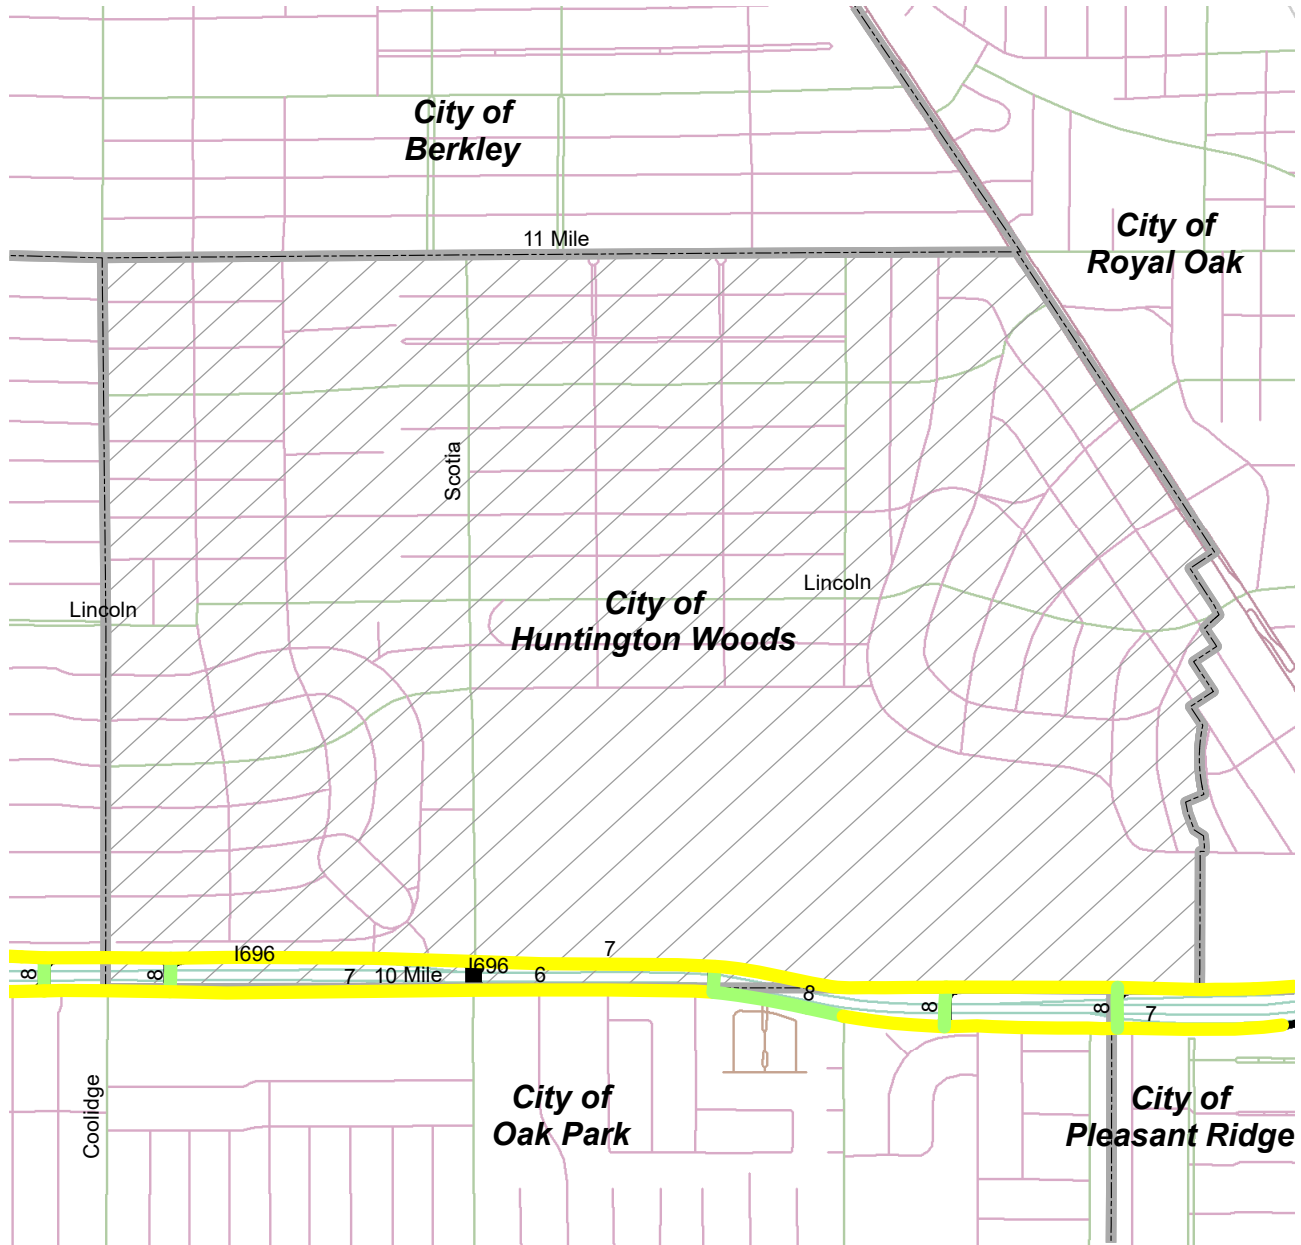 City of
Berkley
City of
Royal Oak
11 Mile
Scotia
Lincoln
Lincoln
City of
Huntington Woods
I696
7
I696
8
8
7
10 Mile
6
8
8
8
7
Coolidge
City of
Oak Park
City of
Pleasant Ridge